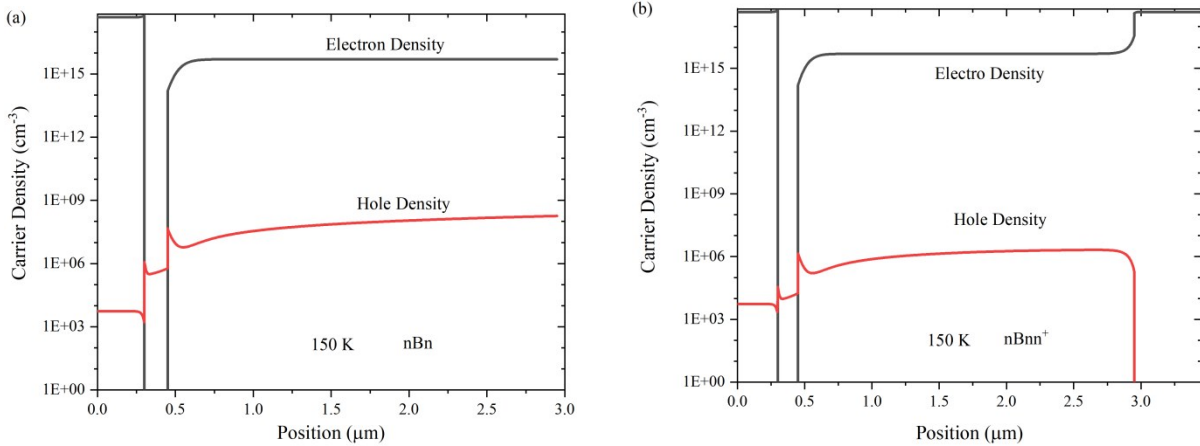 (a)
Electron Density
Hole Density
150 K nBn
Carrier Density (cm-3)
1E+15
1E+12
1E+09
1E+06
1E+03
1E+00
0.0 0.5 1.0 1.5 2.0 2.5 3.0
Position (μm)
(b)
Electro Density
Hole Density
150 K nBnn+
Carrier Density (cm-3)
1E+15
1E+12
1E+09
1E+06
1E+03
1E+00
0.0 0.5 1.0 1.5 2.0 2.5 3.0
Position (μm)